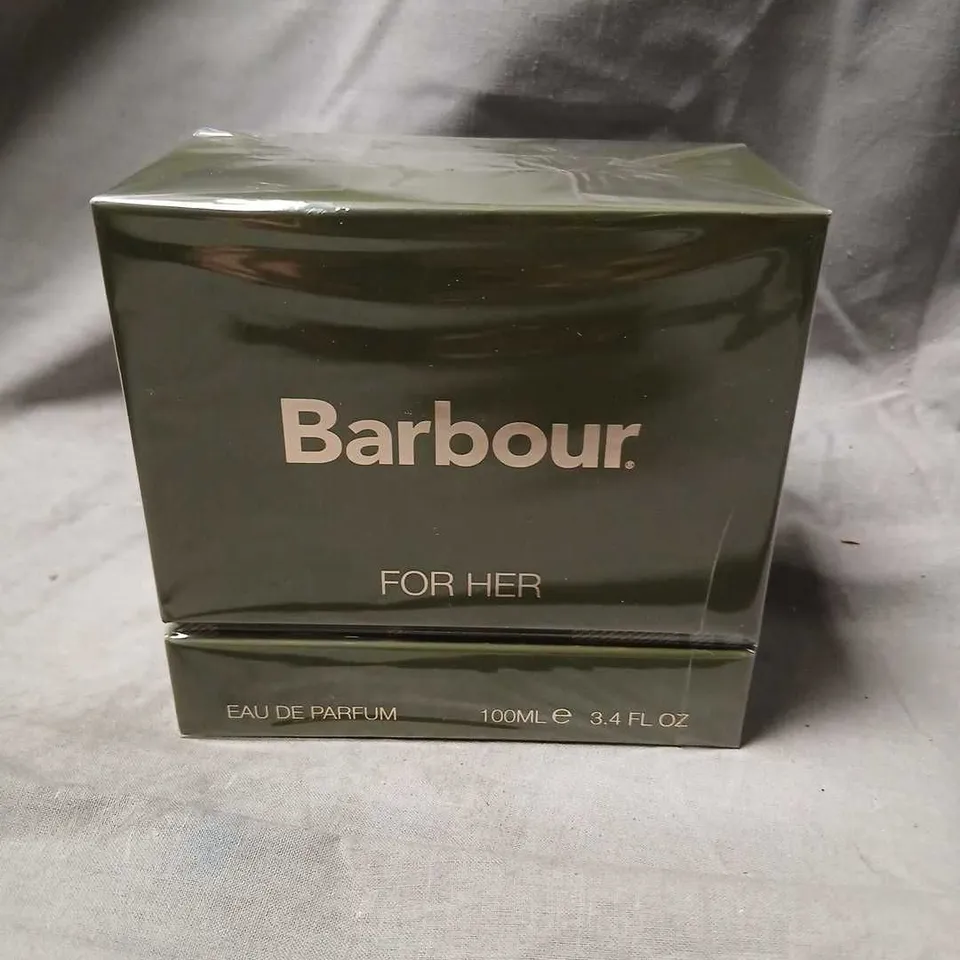 Barbour®
FOR HER
EAU DE PARFUM 100ML ℮ 3.4 FL OZ